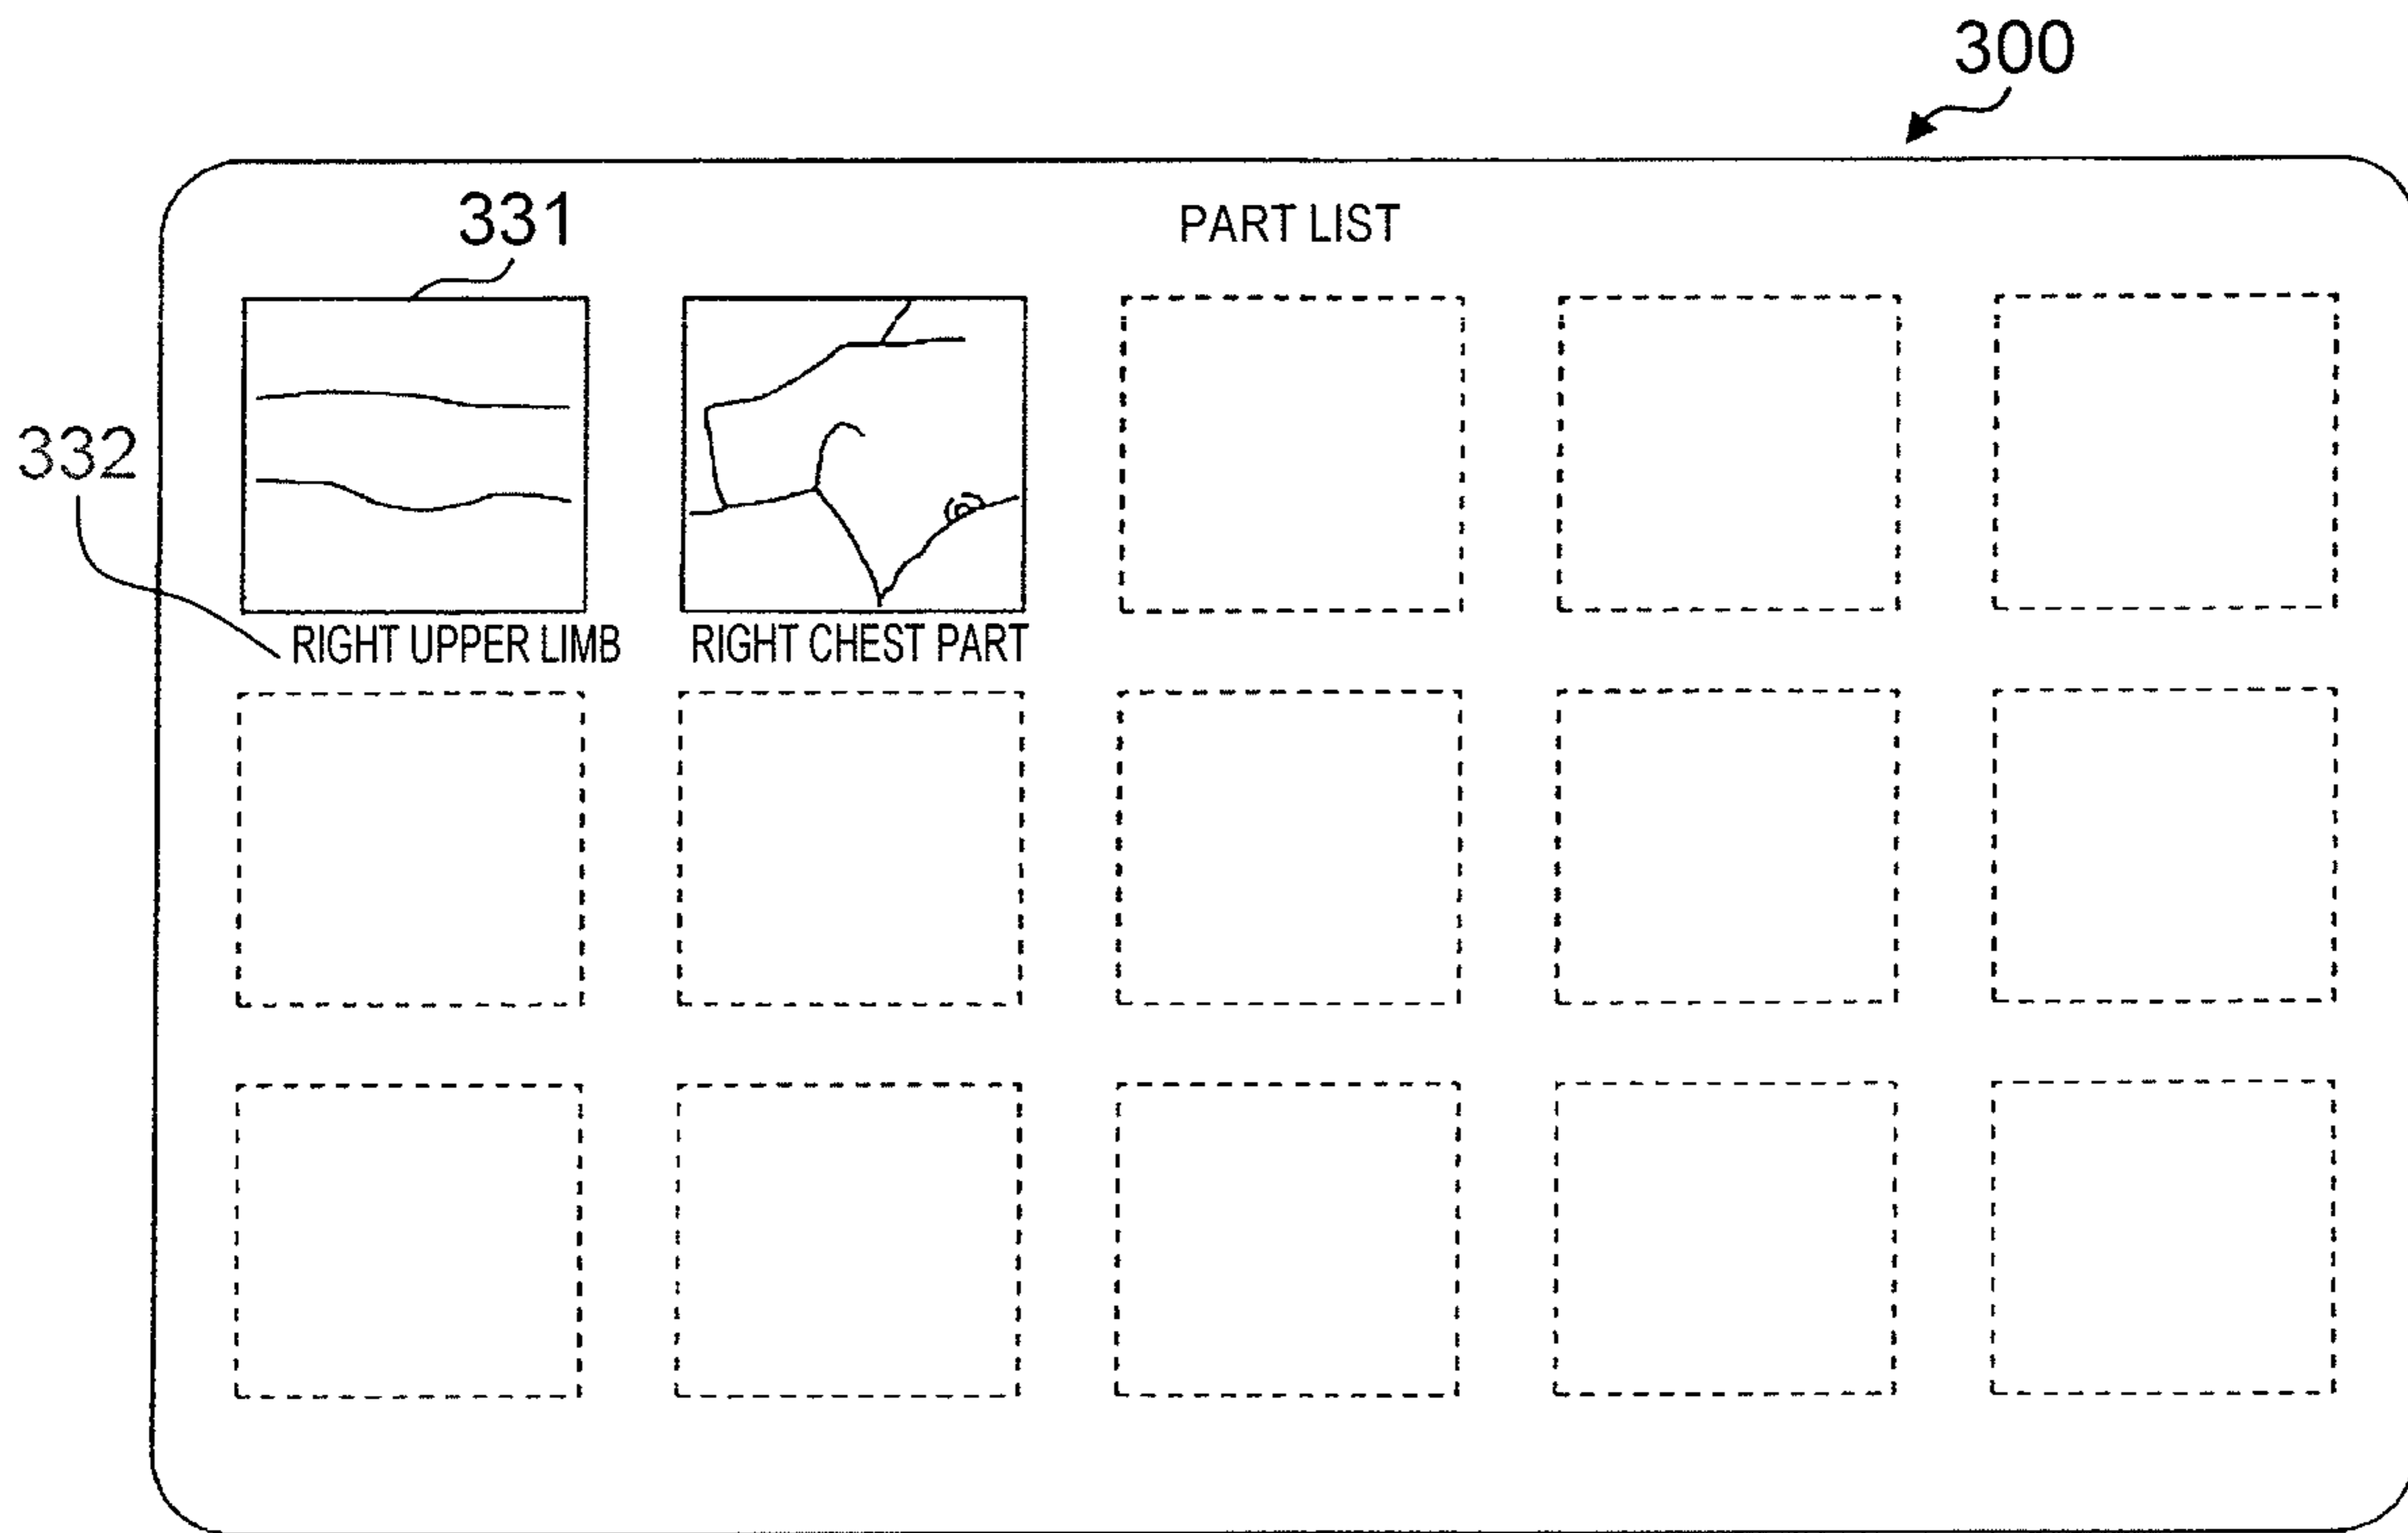 300
331
PART LIST
332
RIGHT UPPER LIMB
RIGHT CHEST PART